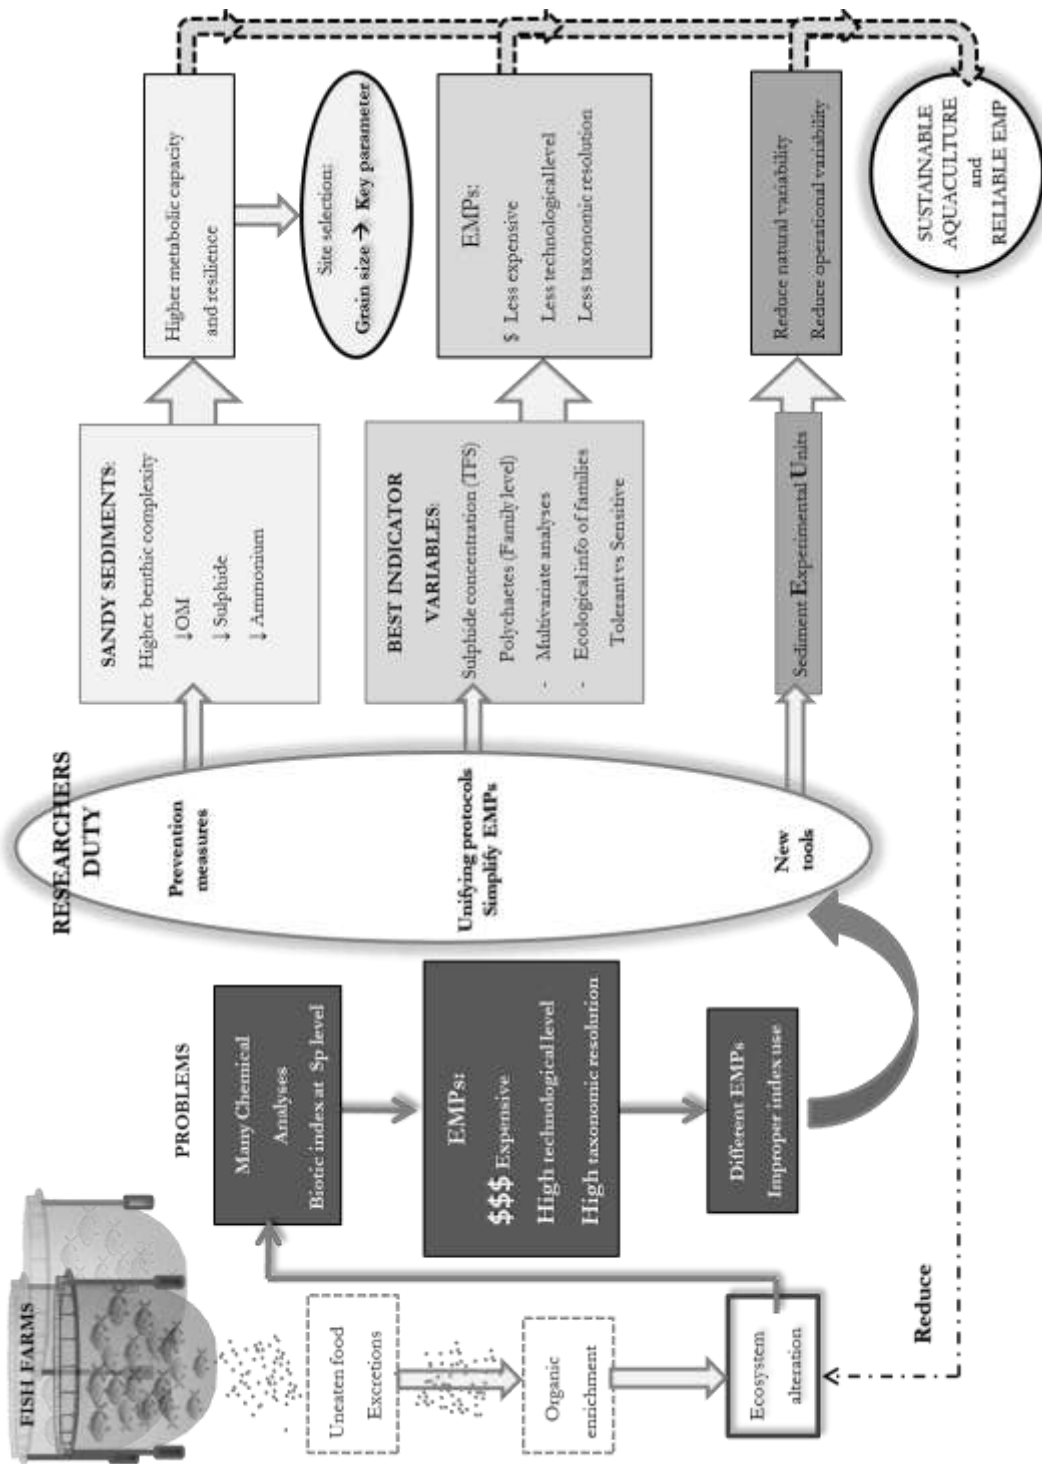 FISH FARMS
Uneaten food
Excretions
Organic
enrichment
Ecosystem
alteration
PROBLEMS
Many Chemical
Analyses
Biotic index at Sp level
EMPs:
$$$ Expensive
High technological level
High taxonomic resolution
Different EMPs
Improper index use
RESEARCHERS
DUTY
Prevention
measures
Unifying protocols
Simplify EMPs
New
tools
SANDY SEDIMENTS:
Higher benthic complexity
↓ OM
↓ Sulphide
↓ Ammonium
BEST INDICATOR
VARIABLES:
Sulphide concentration (TFS)
Polychaetes (Family level)
- Multivariate analyses
- Ecological info of families
Tolerant vs Sensitive
Sediment Experimental Units
Higher metabolic capacity
and resilience
Site selection:
Grain size → Key parameter
EMPs:
$ Less expensive
Less technological level
Less taxonomic resolution
Reduce natural variability
Reduce operational variability
SUSTAINABLE
AQUACULTURE
and
RELIABLE EMP
Reduce